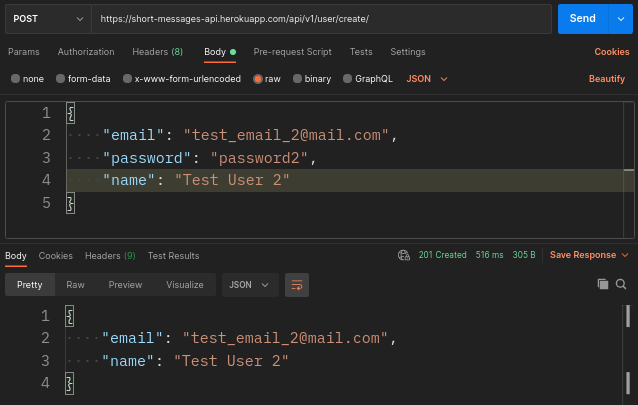 POST https://short-messages-api.herokuapp.com/api/v1/user/create/ Send
Params Authorization Headers (8) Body Pre-request Script Tests Settings Cookies
none form-data x-www-form-urlencoded raw binary GraphQL JSON Beautify
1 {
2 ····"email": "test_email_2@mail.com",
3 ····"password": "password2",
4 ····"name": "Test User 2"
5 }
Body Cookies Headers (9) Test Results 201 Created 516 ms 305 B Save Response
Pretty Raw Preview Visualize JSON
1 {
2 ····"email": "test_email_2@mail.com",
3 ····"name": "Test User 2"
4 }